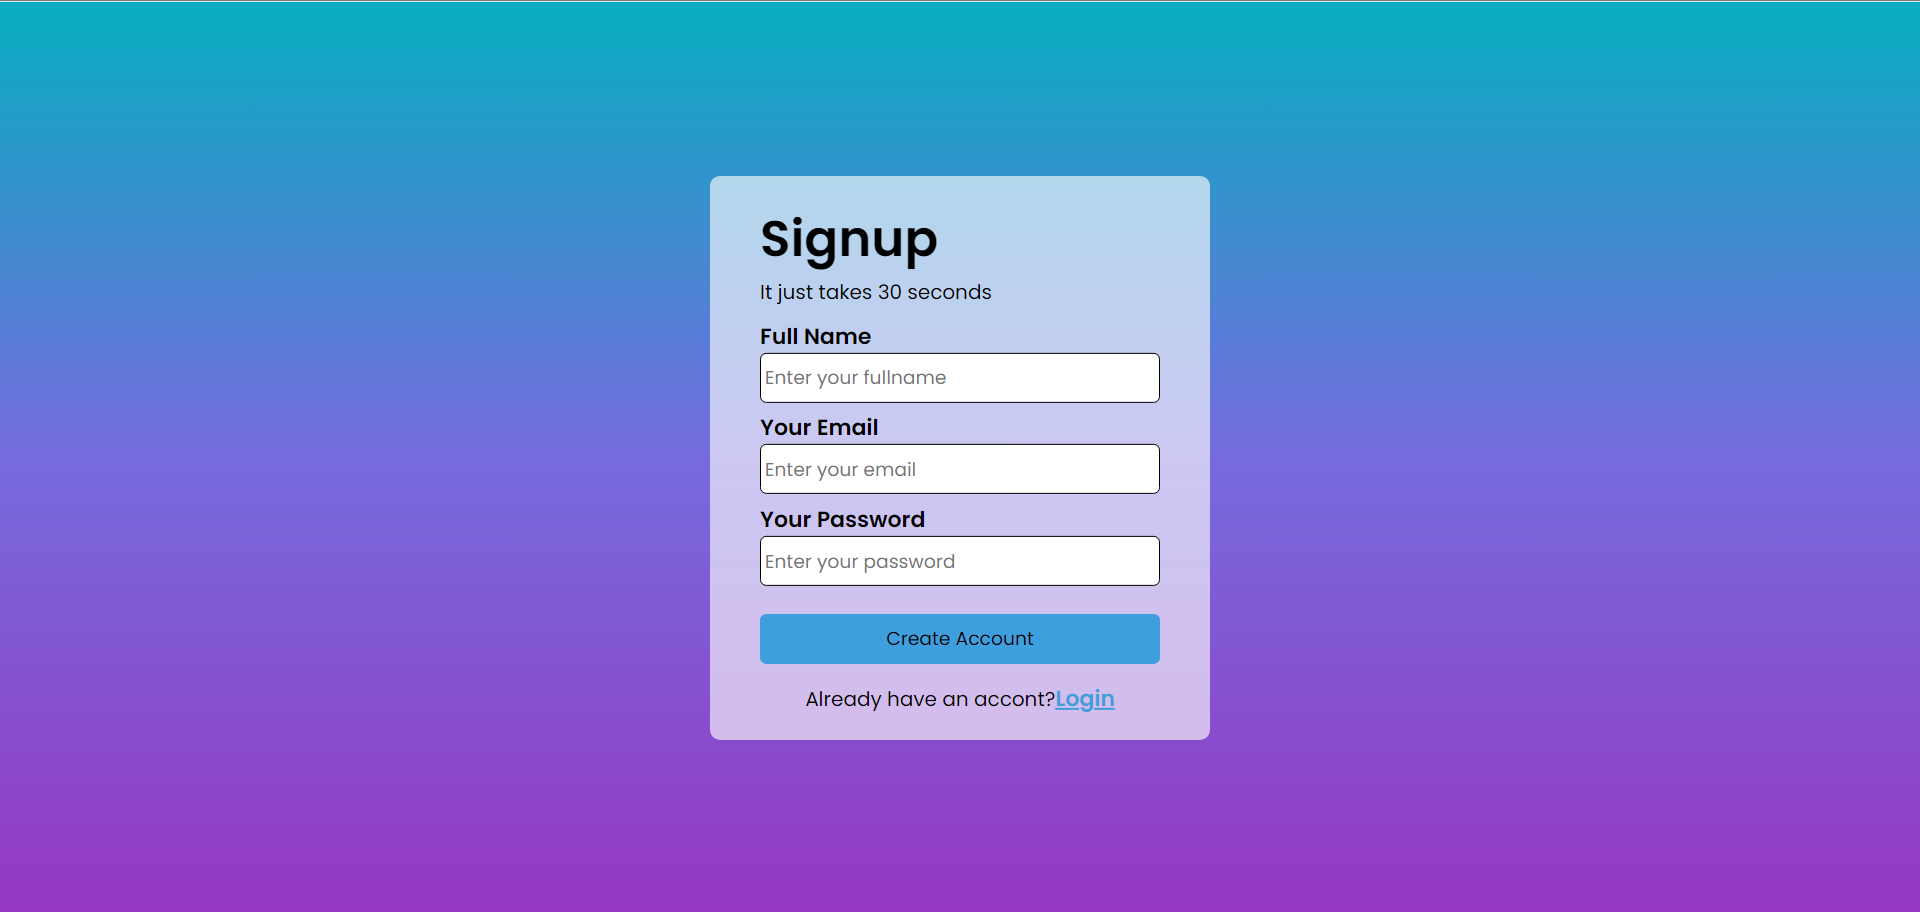 Signup
It just takes 30 seconds
Full Name
Enter your fullname
Your Email
Enter your email
Your Password
Enter your password
Create Account
Already have an accont?Login